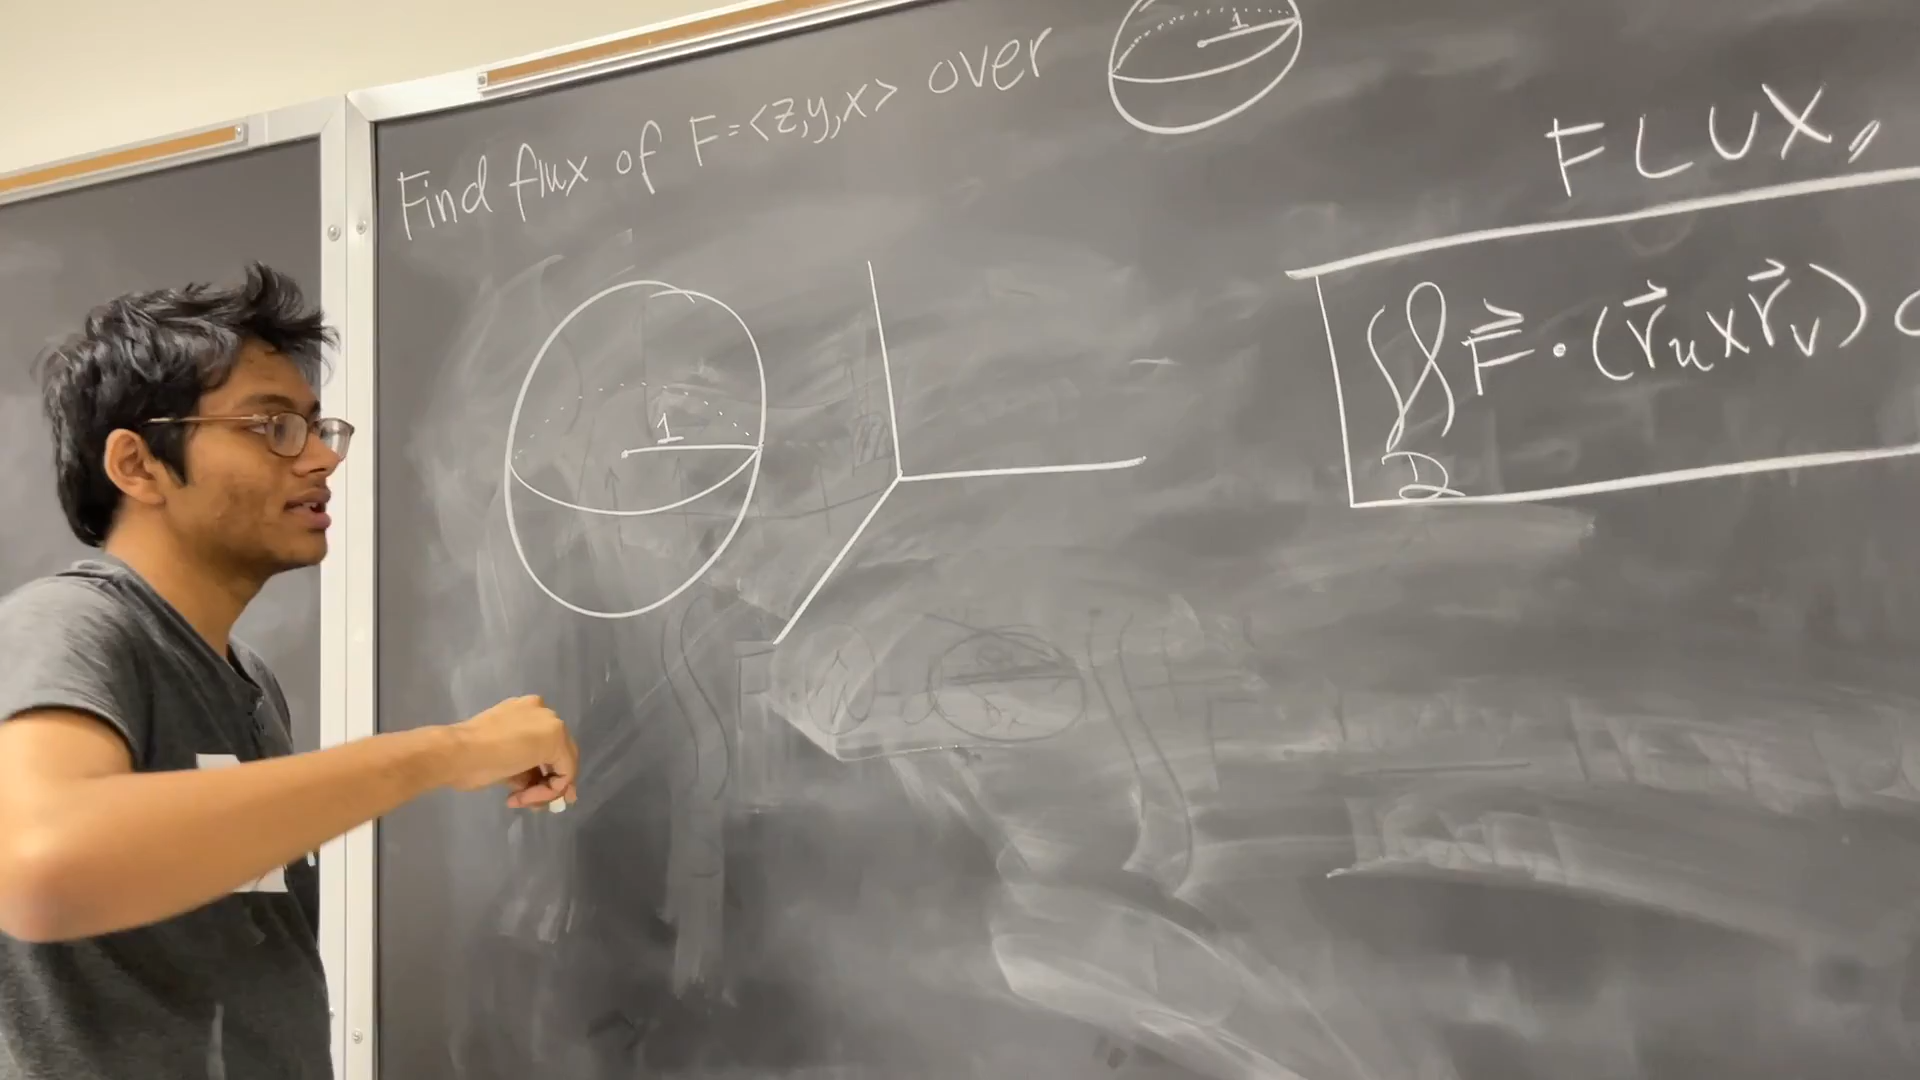 Find flux of F=<z,y,x> over
1
FLUX
1
∬ F⃗ · (r⃗u × r⃗v)
D